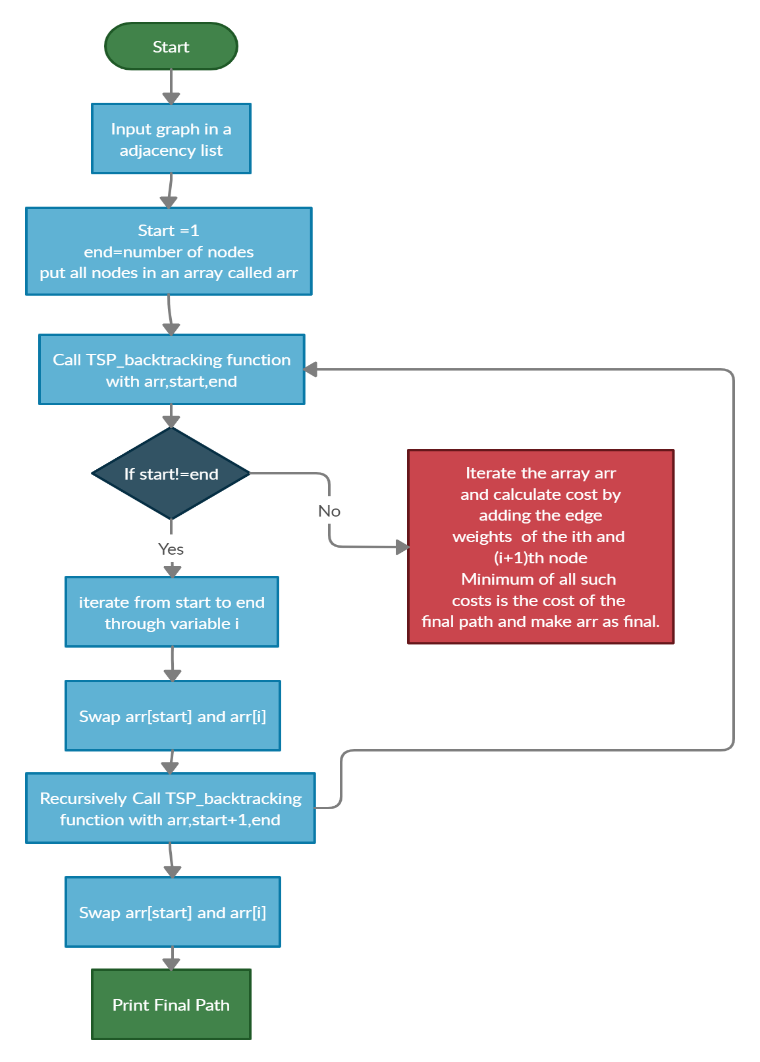 Start
Input graph in a
adjacency list
Start =1
end=number of nodes
put all nodes in an array called arr
Call TSP_backtracking function
with arr,start,end
If start!=end
No
Yes
Iterate the array arr
and calculate cost by
adding the edge
weights  of the ith and
(i+1)th node
Minimum of all such
costs is the cost of the
final path and make arr as final.
iterate from start to end
through variable i
Swap arr[start] and arr[i]
Recursively Call TSP_backtracking
function with arr,start+1,end
Swap arr[start] and arr[i]
Print Final Path